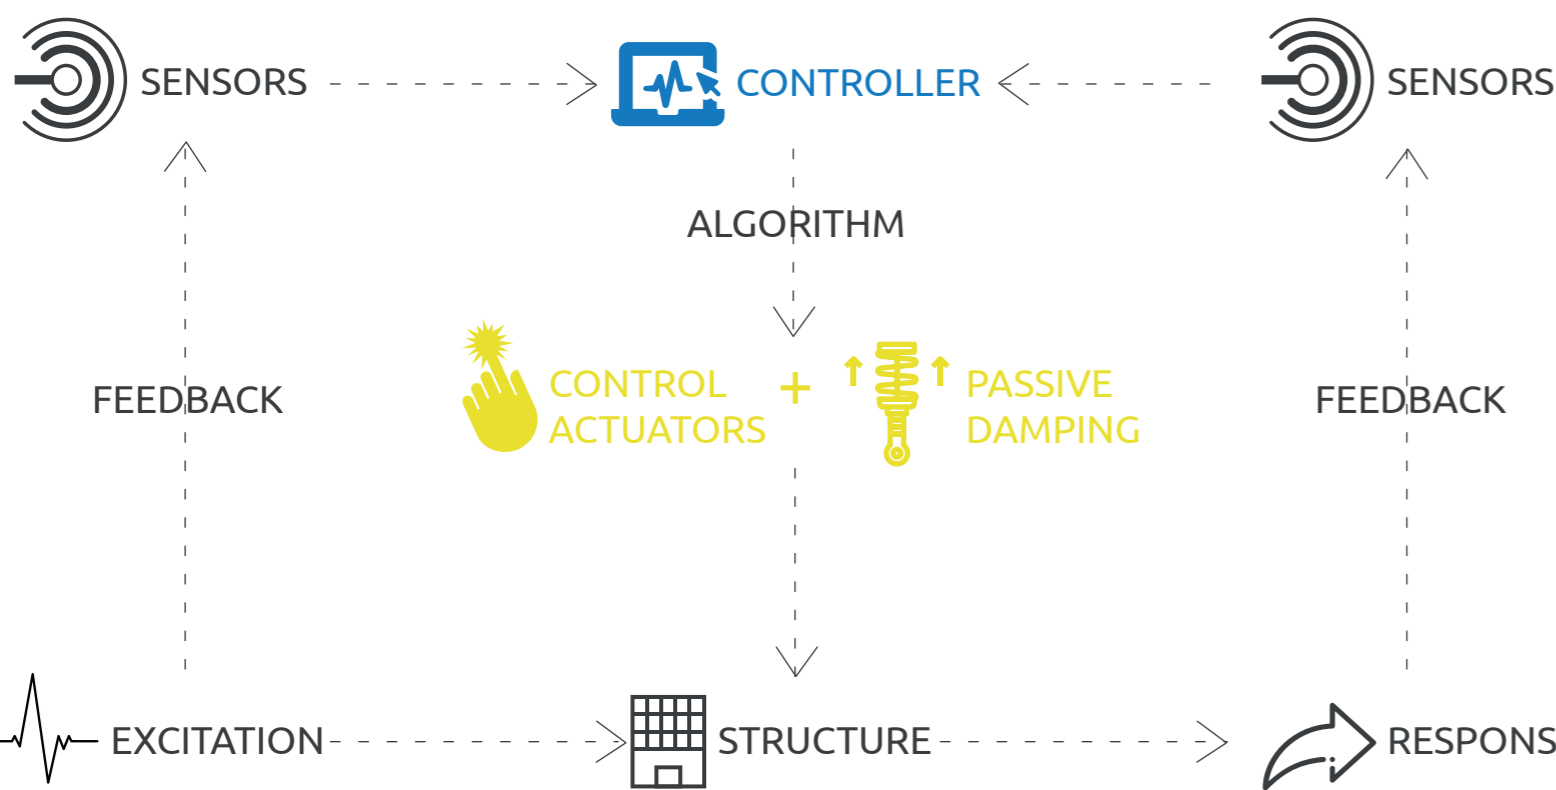 SENSORS
CONTROLLER
SENSORS
ALGORITHM
CONTROL
ACTUATORS
+
PASSIVE
DAMPING
FEEDBACK
FEEDBACK
EXCITATION
STRUCTURE
RESPONS